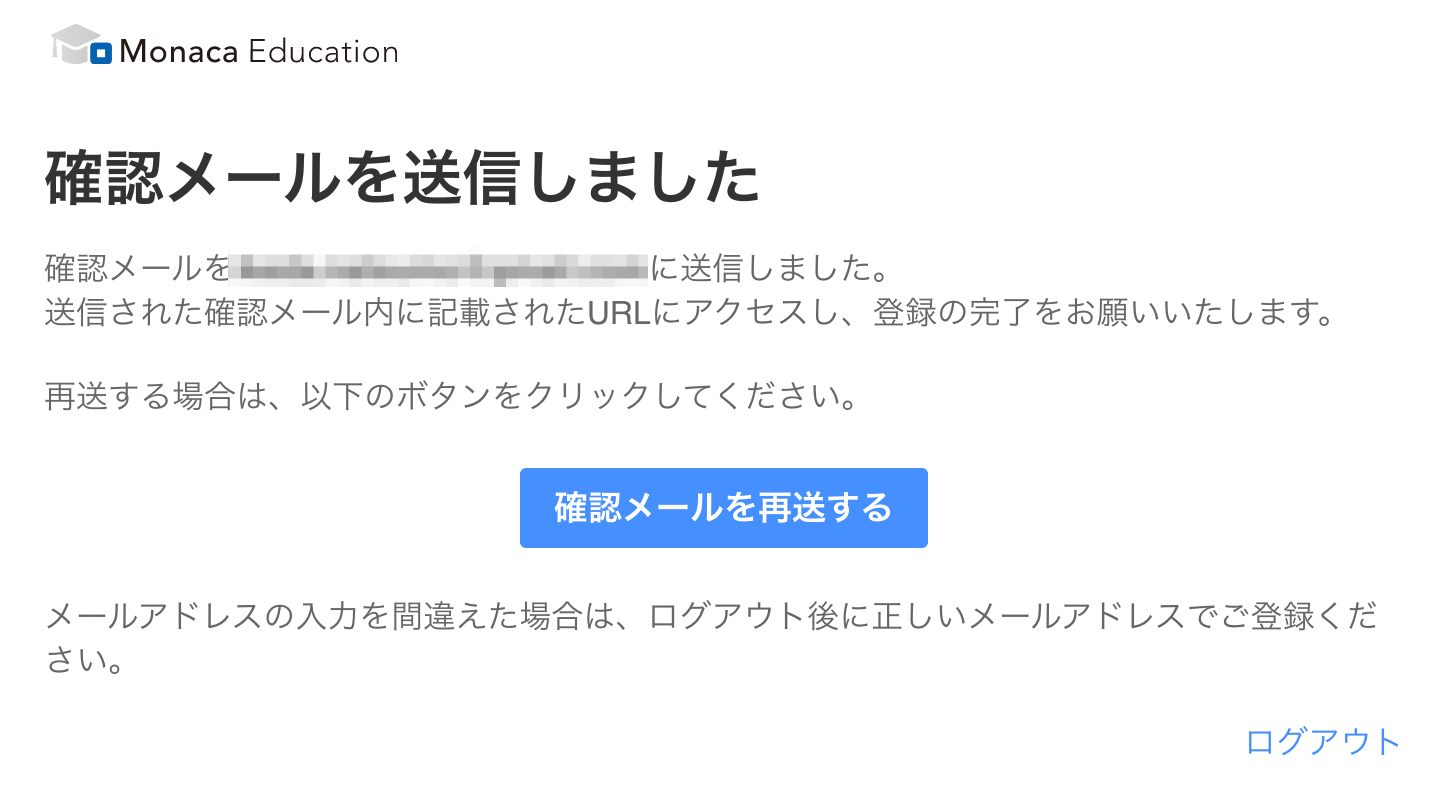 Monaca Education
確認メールを送信しました
確認メールをに送信しました。
送信された確認メール内に記載されたURLにアクセスし、登録の完了をお願いいたします。
再送する場合は、以下のボタンをクリックしてください。
確認メールを再送する
メールアドレスの入力を間違えた場合は、ログアウト後に正しいメールアドレスでご登録くだ
さい。
ログアウト